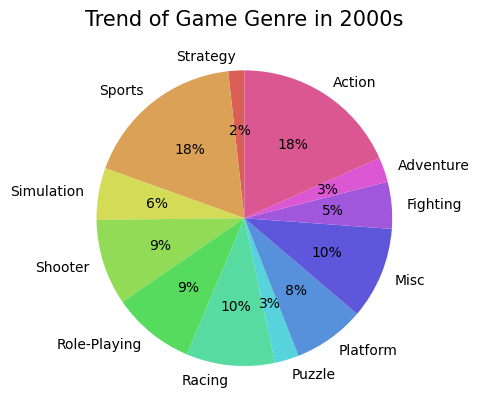 Trend of Game Genre in 2000s
Strategy
2%
Sports
18%
Simulation
6%
Shooter
9%
Role-Playing
9%
Racing
10%
Puzzle
3%
Platform
8%
Misc
10%
Fighting
5%
Adventure
3%
Action
18%